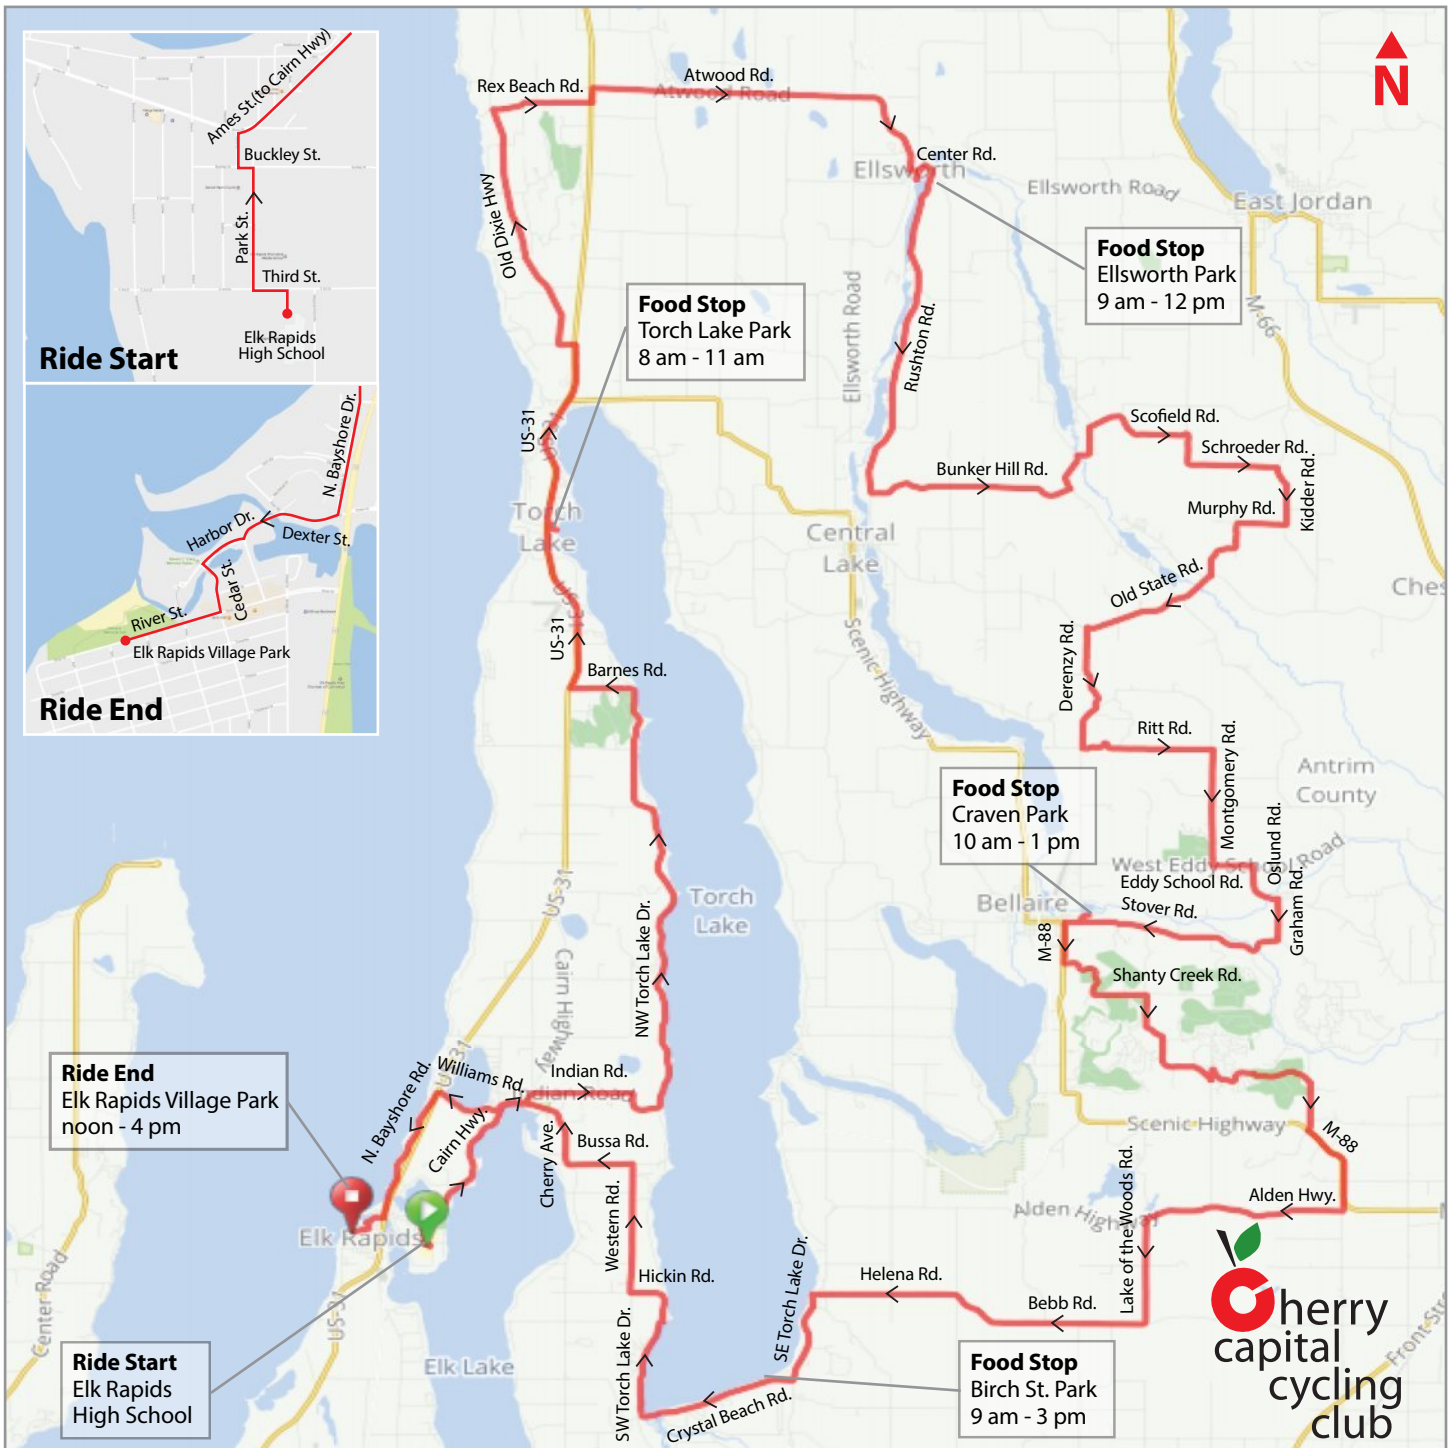 Ames St.(to Cairn Hwy)
Buckley St.
Park St.
Third St.
Elk Rapids
High School
Ride Start
N. Bayshore Dr.
Harbor Dr.
Dexter St.
Cedar St.
River St.
Elk Rapids Village Park
Ride End
N
Rex Beach Rd.
Atwood Rd.
Atwood Road
Center Rd.
Ellsworth
Ellsworth Road
East Jordan
Old Dixie Hwy
Food Stop
Ellsworth Park
9 am - 12 pm
Food Stop
Torch Lake Park
8 am - 11 am
Ellsworth Road
Rushton Rd.
M-66
US-31
Scofield Rd.
Schroeder Rd.
Bunker Hill Rd.
Kidder Rd.
Murphy Rd.
Torch
Lake
Central
Lake
Old State Rd.
Ches
US-31
US-31
Barnes Rd.
Scenic Highway
Derenzy Rd.
Ritt Rd.
Montgomery Rd.
Antrim
County
Food Stop
Craven Park
10 am - 1 pm
Oslund Rd.
West Eddy School Road
Eddy School Rd.
Graham Rd.
Stover Rd.
Bellaire
M-88
Torch
Lake
US-31
Cairn Highway
NW Torch Lake Dr.
Shanty Creek Rd.
Ride End
Elk Rapids Village Park
noon - 4 pm
N. Bayshore Rd.
US-31
Williams Rd.
Indian Rd.
Indian Road
Cairn Hwy.
Cherry Ave.
Bussa Rd.
Scenic Highway
M-88
Lake of the Woods Rd.
Alden Hwy.
Alden Highway
Elk Rapids
Western Rd.
Hickin Rd.
Helena Rd.
Bebb Rd.
SE Torch Lake Dr.
Center Road
US-31
Elk Lake
SW Torch Lake Dr.
Crystal Beach Rd.
Ride Start
Elk Rapids
High School
Food Stop
Birch St. Park
9 am - 3 pm
Cherry
capital
cycling
club
Front St